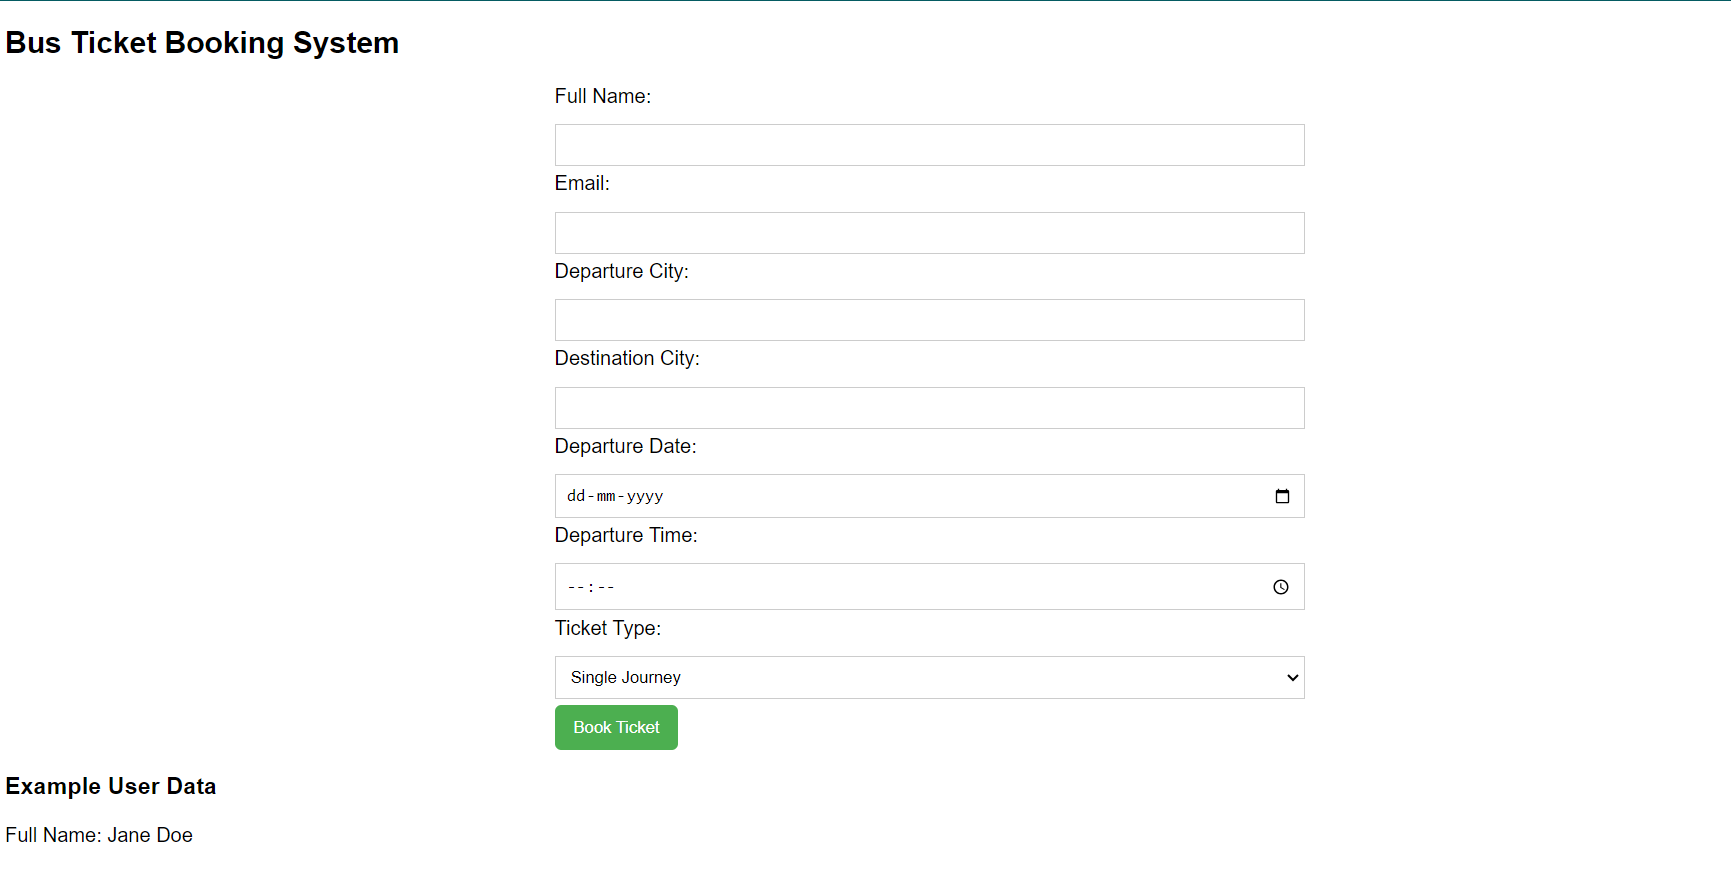 Bus Ticket Booking System
Full Name:
Email:
Departure City:
Destination City:
Departure Date:
dd-mm-yyyy
Departure Time:
--:--
Ticket Type:
Single Journey
Book Ticket
Example User Data
Full Name: Jane Doe